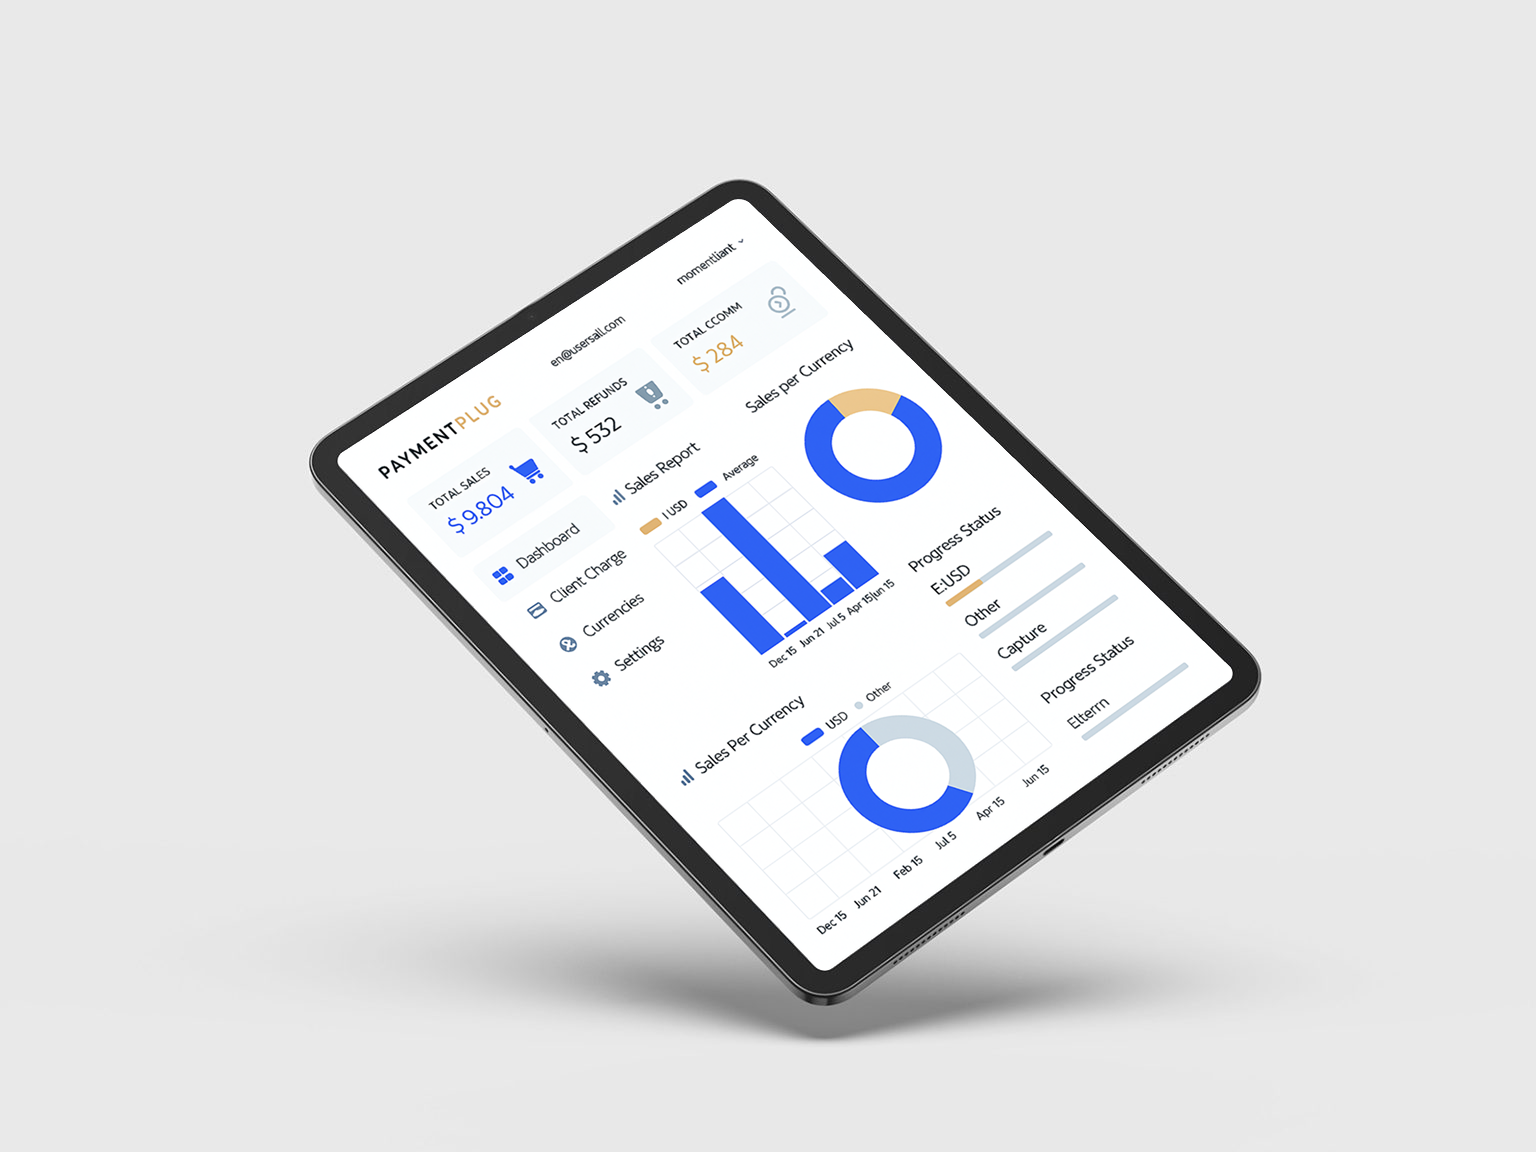 momentliant
en@usersall.com
PAYMENTPLUG
TOTAL SALES
$ 9.804
TOTAL REFUNDS
$ 532
TOTAL CCOMM
$ 284
Dashboard
Client Charge
Currencies
Settings
Sales Report
I USD
Average
Dec 15 Jun 21 Jul 5 Apr 15 Jun 15
Sales per Currency
Progress Status
E:USD
Other
Capture
Progress Status
Elterrn
Sales Per Currency
USD
Other
Dec 15 Jun 21 Feb 15 Jul 5 Apr 15 Jun 15